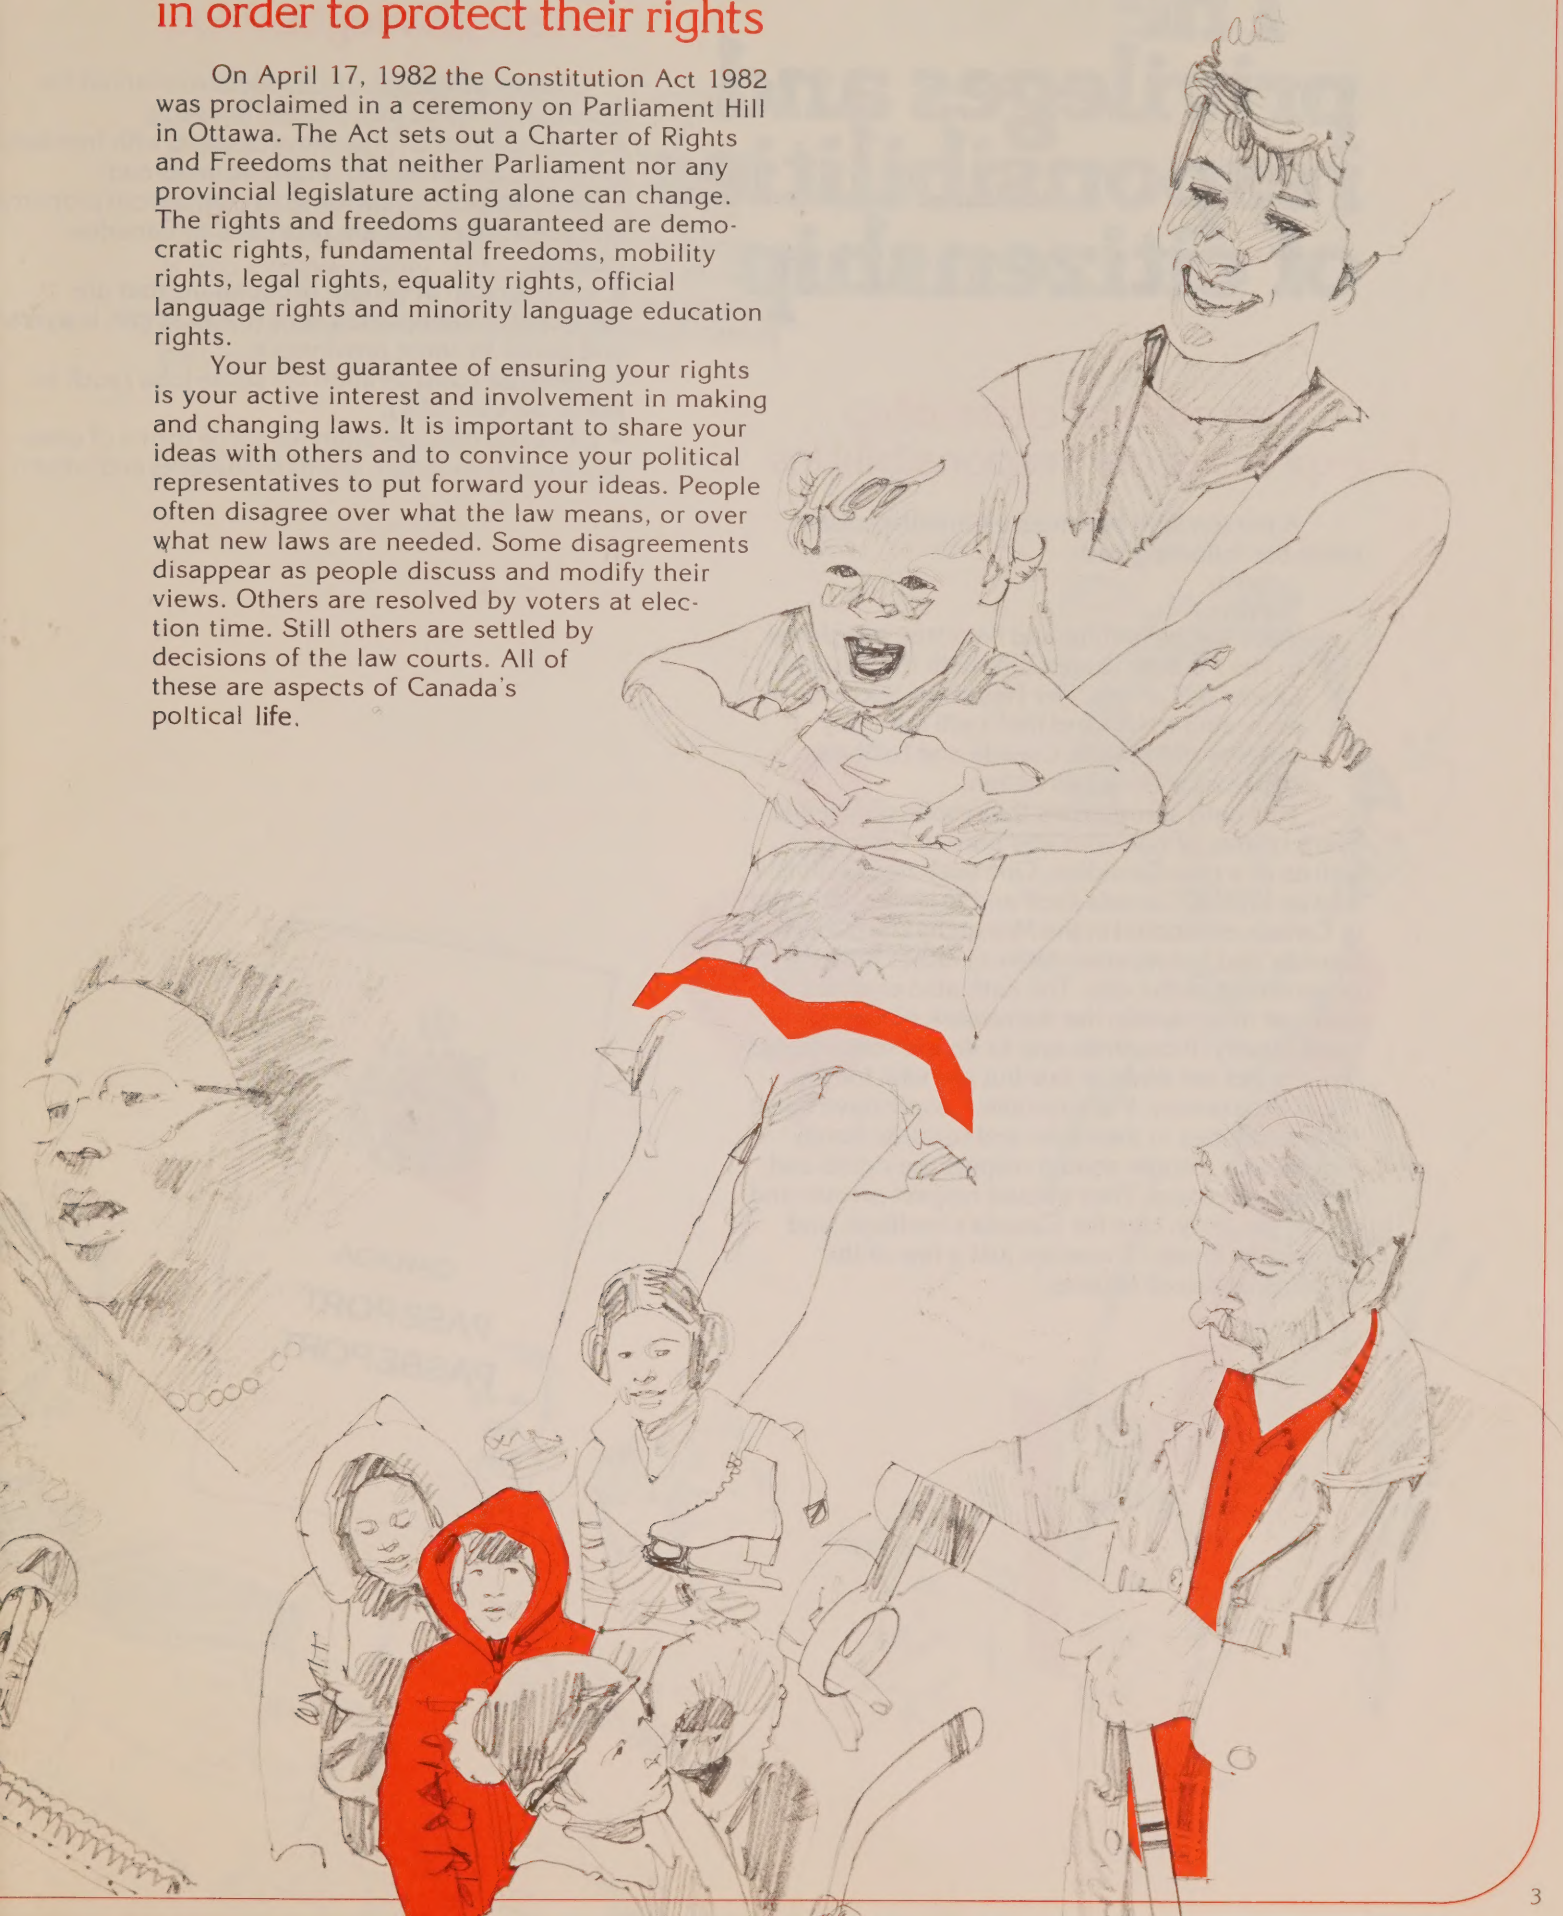 in order to protect their rights
On April 17, 1982 the Constitution Act 1982
was proclaimed in a ceremony on Parliament Hill
in Ottawa. The Act sets out a Charter of Rights
and Freedoms that neither Parliament nor any
provincial legislature acting alone can change.
The rights and freedoms guaranteed are demo-
cratic rights, fundamental freedoms, mobility
rights, legal rights, equality rights, official
language rights and minority language education
rights.
Your best guarantee of ensuring your rights
is your active interest and involvement in making
and changing laws. It is important to share your
ideas with others and to convince your political
representatives to put forward your ideas. People
often disagree over what the law means, or over
what new laws are needed. Some disagreements
disappear as people discuss and modify their
views. Others are resolved by voters at elec-
tion time. Still others are settled by
decisions of the law courts. All of
these are aspects of Canada's
poltical life.
3